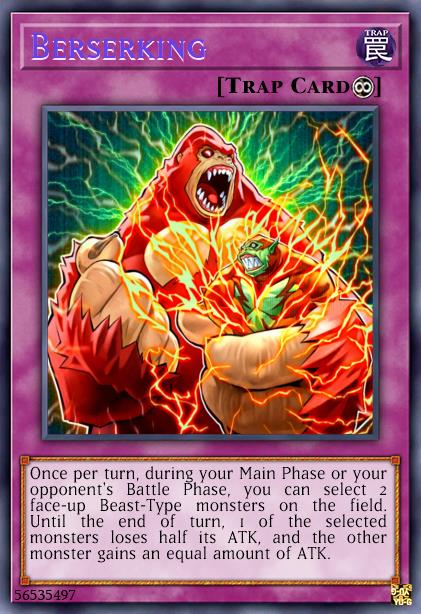 BERSERKING
TRAP
罠
[TRAP CARD]
Once per turn, during your Main Phase or your
opponent's Battle Phase, you can select 2
face-up Beast-Type monsters on the field.
Until the end of turn, 1 of the selected
monsters loses half its ATK, and the other
monster gains an equal amount of ATK.
56535497